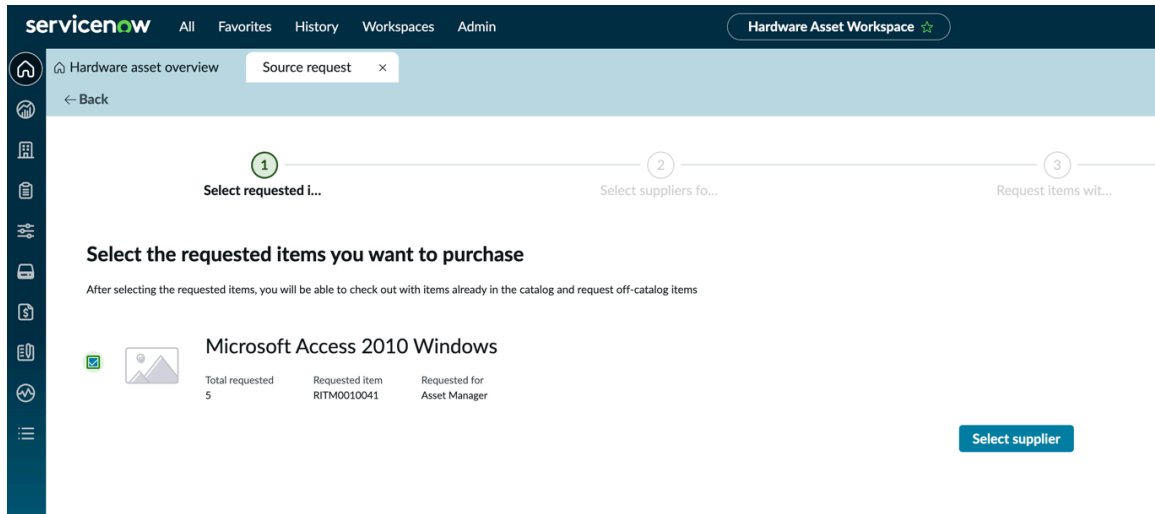 servicenow All Favorites History Workspaces Admin Hardware Asset Workspace
Hardware asset overview Source request ×
Back
1 2 3
Select requested i... Select suppliers fo... Request items wit...
Select the requested items you want to purchase
After selecting the requested items, you will be able to check out with items already in the catalog and request off-catalog items
Microsoft Access 2010 Windows
Total requested Requested item Requested for
5 RITM0010041 Asset Manager
Select supplier